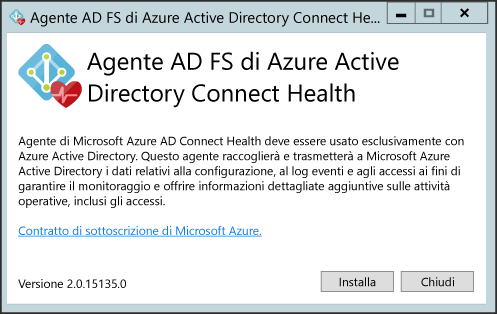 Agente AD FS di Azure Active Directory Connect He...
Agente AD FS di Azure Active
Directory Connect Health
Agente di Microsoft Azure AD Connect Health deve essere usato esclusivamente con
Azure Active Directory. Questo agente raccoglierà e trasmetterà a Microsoft Azure
Active Directory i dati relativi alla configurazione, al log eventi e agli accessi ai fini di
garantire il monitoraggio e offrire informazioni dettagliate aggiuntive sulle attività
operative, inclusi gli accessi.
Contratto di sottoscrizione di Microsoft Azure.
Versione 2.0.15135.0
Installa
Chiudi